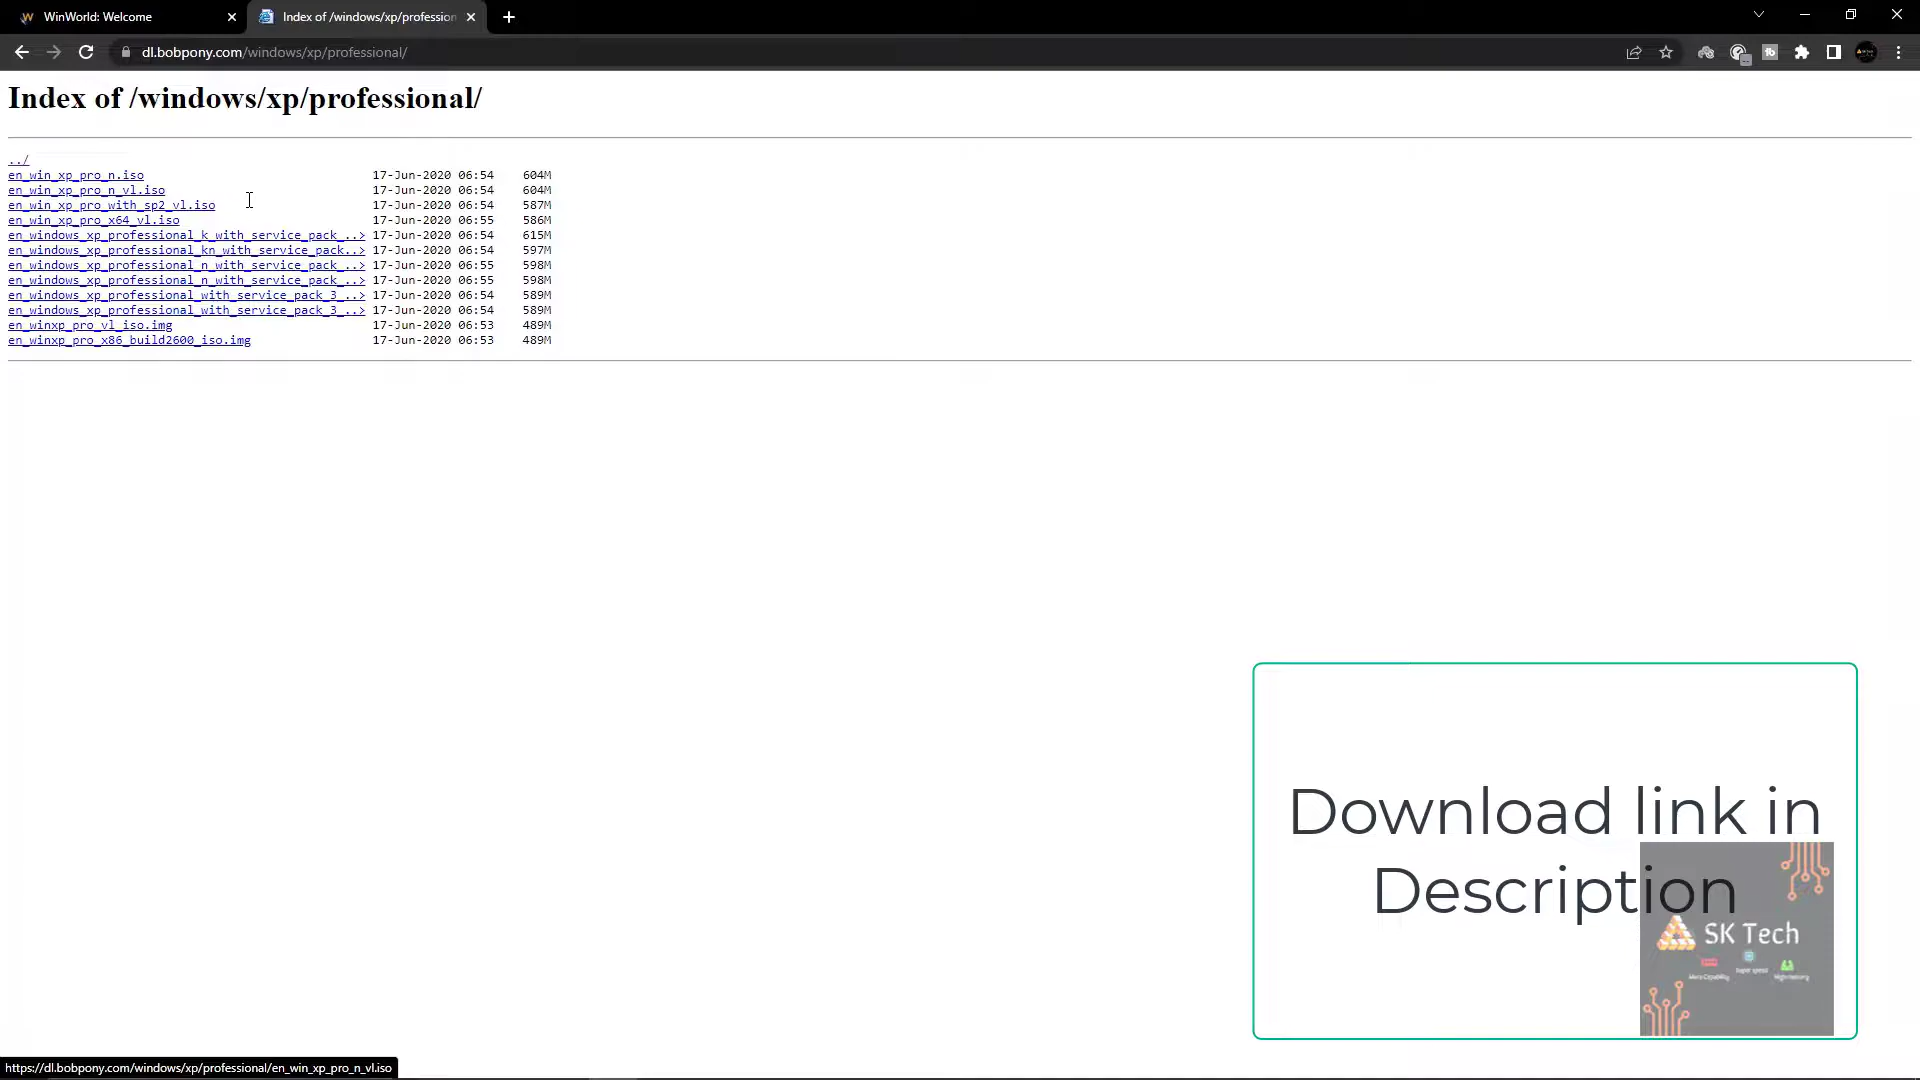 WinWorld: Welcome
Index of /windows/xp/profession
dl.bobpony.com/windows/xp/professional/
Index of /windows/xp/professional/
../
en_win_xp_pro_n.iso 17-Jun-2020 06:54 604M
en_win_xp_pro_n_vl.iso 17-Jun-2020 06:54 604M
en_win_xp_pro_with_sp2_vl.iso 17-Jun-2020 06:54 587M
en_win_xp_pro_x64_vl.iso 17-Jun-2020 06:55 586M
en_windows_xp_professional_k_with_service_pack_..> 17-Jun-2020 06:54 615M
en_windows_xp_professional_kn_with_service_pack..> 17-Jun-2020 06:54 597M
en_windows_xp_professional_n_with_service_pack_..> 17-Jun-2020 06:55 598M
en_windows_xp_professional_n_with_service_pack_..> 17-Jun-2020 06:55 598M
en_windows_xp_professional_with_service_pack_3_..> 17-Jun-2020 06:54 589M
en_windows_xp_professional_with_service_pack_3_..> 17-Jun-2020 06:54 589M
en_winxp_pro_vl_iso.img 17-Jun-2020 06:53 489M
en_winxp_pro_x86_build2600_iso.img 17-Jun-2020 06:53 489M
Download link in
Description
SK Tech
https://dl.bobpony.com/windows/xp/professional/en_win_xp_pro_n_vl.iso